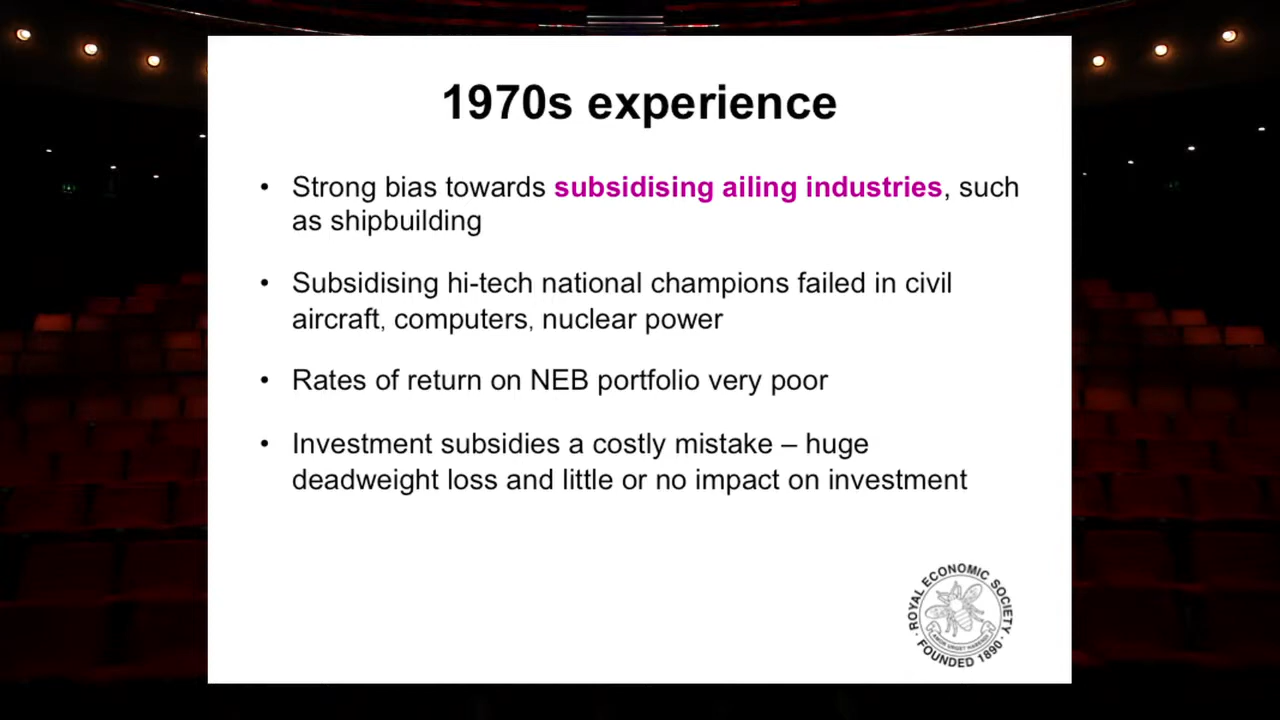 1970s experience
• Strong bias towards subsidising ailing industries, such
as shipbuilding
• Subsidising hi-tech national champions failed in civil
aircraft, computers, nuclear power
• Rates of return on NEB portfolio very poor
• Investment subsidies a costly mistake – huge
deadweight loss and little or no impact on investment
ROYAL ECONOMIC SOCIETY
· FOUNDED 1890 ·